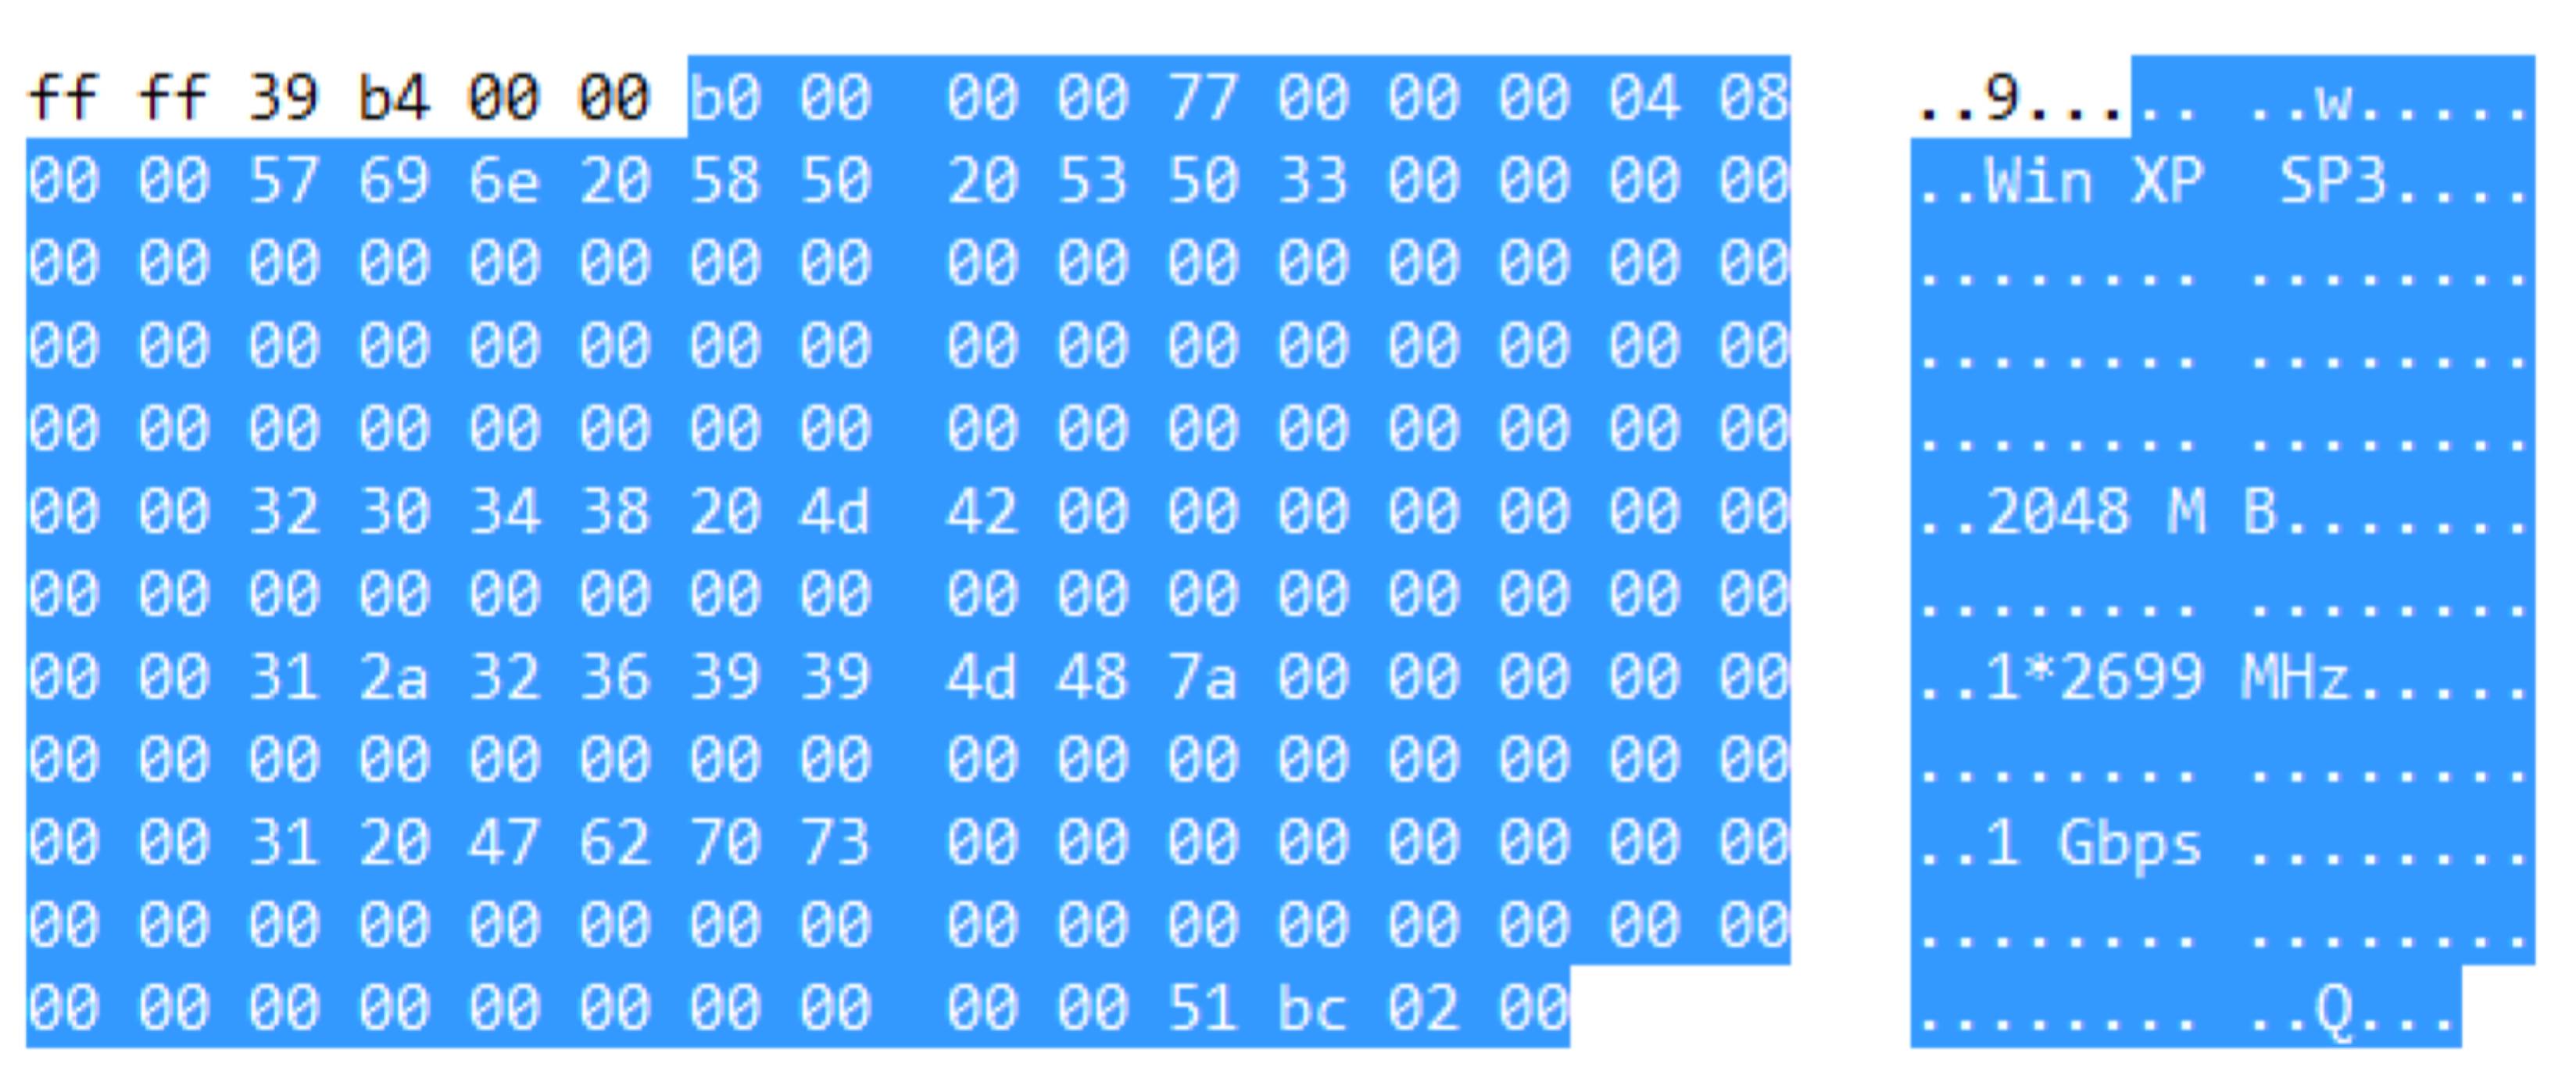 ff ff 39 b4 00 00 b0 00 00 00 77 00 00 00 04 08 ..9..... ..w.....
00 00 57 69 6e 20 58 50 20 53 50 33 00 00 00 00 ..Win XP  SP3....
00 00 00 00 00 00 00 00 00 00 00 00 00 00 00 00 ........ ........
00 00 00 00 00 00 00 00 00 00 00 00 00 00 00 00 ........ ........
00 00 00 00 00 00 00 00 00 00 00 00 00 00 00 00 ........ ........
00 00 32 30 34 38 20 4d 42 00 00 00 00 00 00 00 ..2048 M B.......
00 00 00 00 00 00 00 00 00 00 00 00 00 00 00 00 ........ ........
00 00 31 2a 32 36 39 39 4d 48 7a 00 00 00 00 00 ..1*2699 MHz.....
00 00 00 00 00 00 00 00 00 00 00 00 00 00 00 00 ........ ........
00 00 31 20 47 62 70 73 00 00 00 00 00 00 00 00 ..1 Gbps ........
00 00 00 00 00 00 00 00 00 00 00 00 00 00 00 00 ........ ........
00 00 00 00 00 00 00 00 00 00 51 bc 02 00 ........ ..Q...